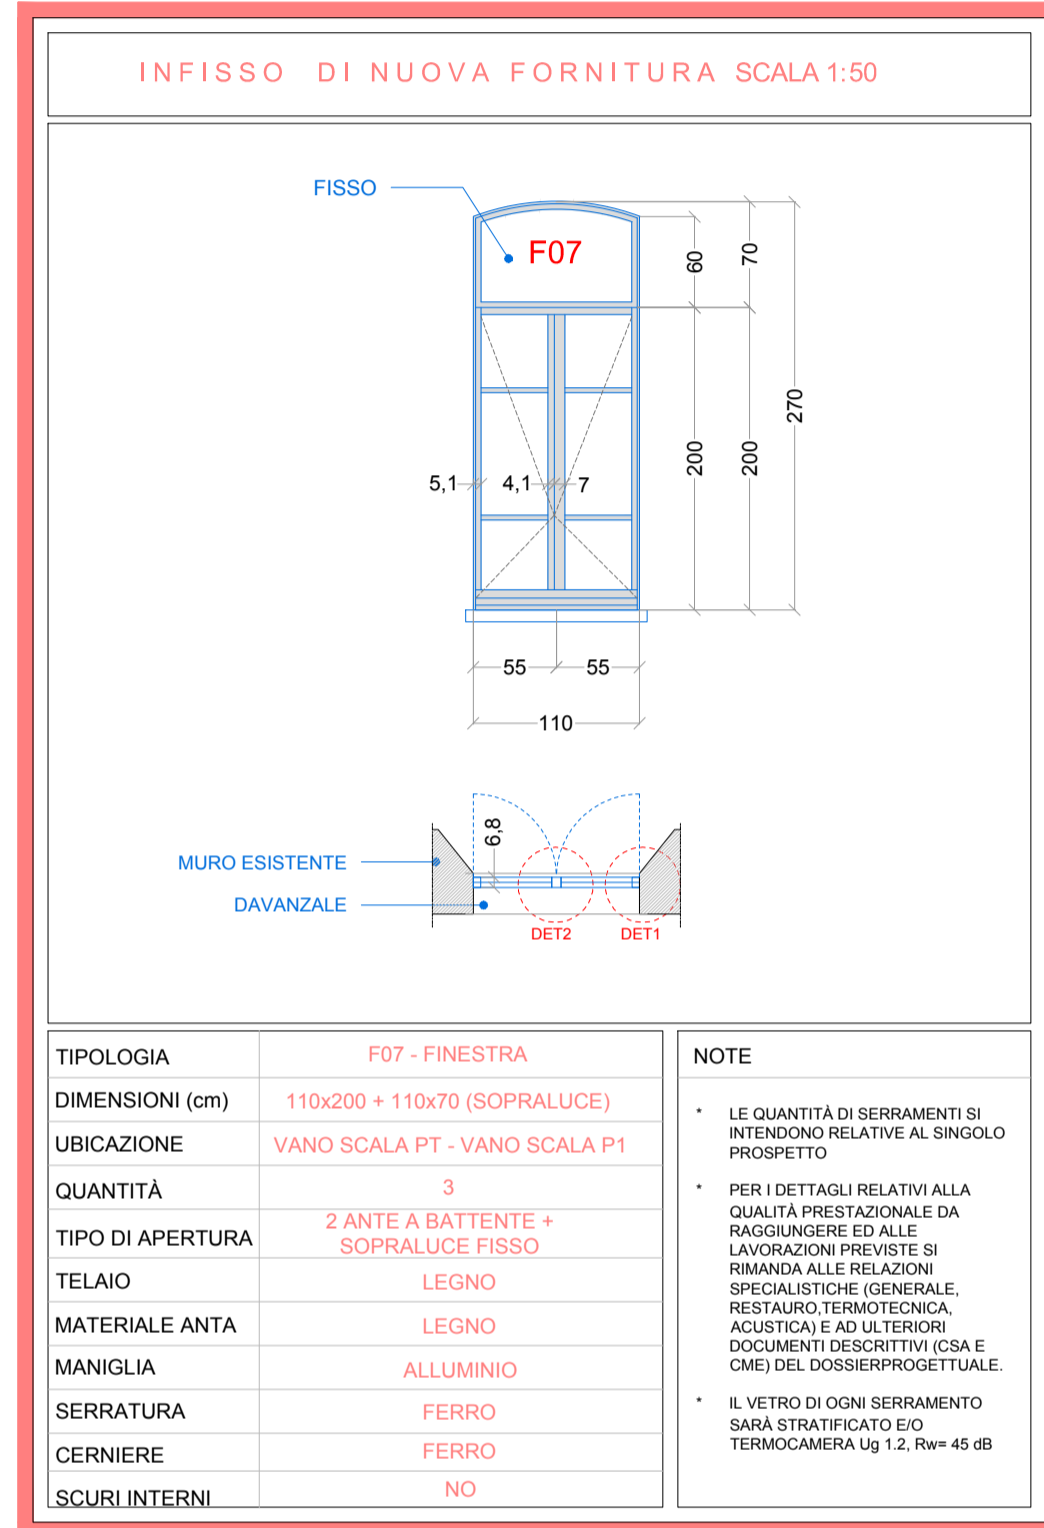 INFISSO DI NUOVA FORNITURA SCALA 1:50
FISSO
F07
60
70
270
200
200
5,1
4,1
7
55
55
110
6,8
MURO ESISTENTE
DAVANZALE
DET2
DET1
TIPOLOGIA
F07 - FINESTRA
DIMENSIONI (cm)
110x200 + 110x70 (SOPRALUCE)
UBICAZIONE
VANO SCALA PT - VANO SCALA P1
QUANTITÀ
3
TIPO DI APERTURA
2 ANTE A BATTENTE +
SOPRALUCE FISSO
TELAIO
LEGNO
MATERIALE ANTA
LEGNO
MANIGLIA
ALLUMINIO
SERRATURA
FERRO
CERNIERE
FERRO
SCURI INTERNI
NO
NOTE
* LE QUANTITÀ DI SERRAMENTI SI
INTENDONO RELATIVE AL SINGOLO
PROSPETTO
* PER I DETTAGLI RELATIVI ALLA
QUALITÀ PRESTAZIONALE DA
RAGGIUNGERE ED ALLE
LAVORAZIONI PREVISTE SI
RIMANDA ALLE RELAZIONI
SPECIALISTICHE (GENERALE,
RESTAURO,TERMOTECNICA,
ACUSTICA) E AD ULTERIORI
DOCUMENTI DESCRITTIVI (CSA E
CME) DEL DOSSIERPROGETTUALE.
* IL VETRO DI OGNI SERRAMENTO
SARÀ STRATIFICATO E/O
TERMOCAMERA Ug 1.2, Rw= 45 dB